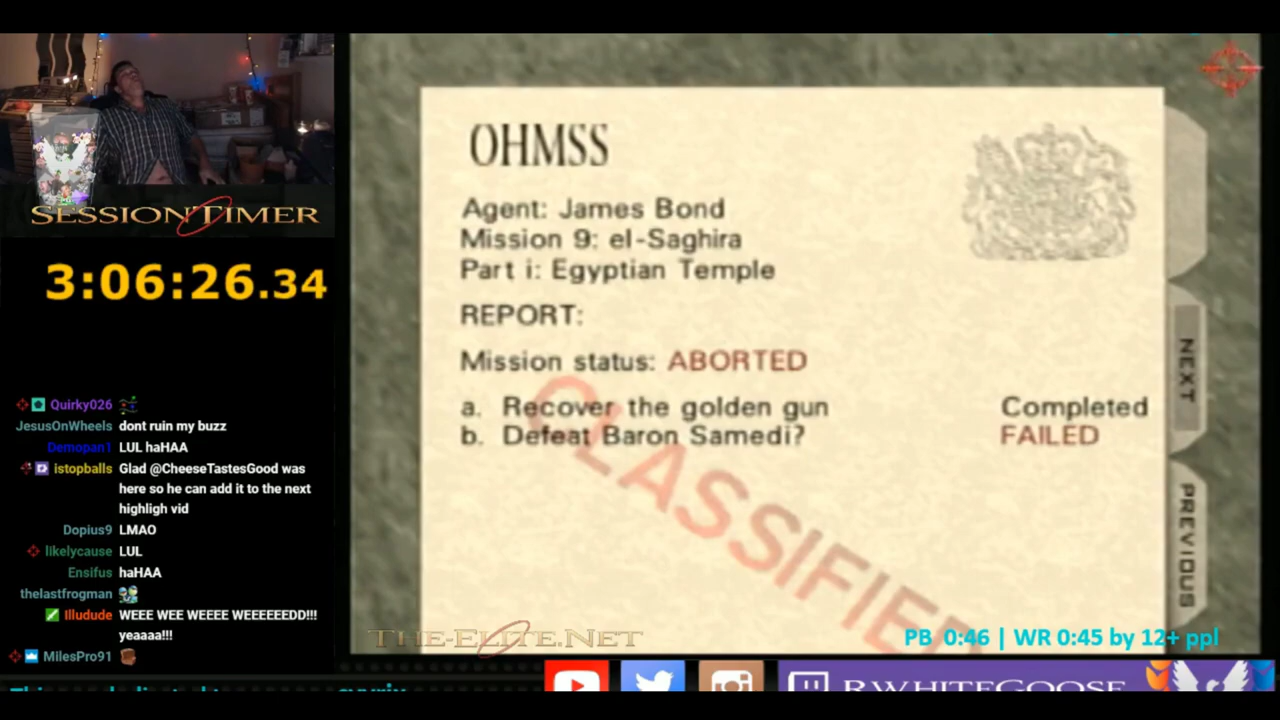 SESSION TIMER
3:06:26.34
Quirky026
JesusOnWheels dont ruin my buzz
Demopan1 LUL haHAA
istopballs Glad @CheeseTastesGood was
here so he can add it to the next
highligh vid
Dopius9 LMAO
likelycause LUL
Ensifus haHAA
thelastfrogman
Illudude WEEE WEE WEEEE WEEEEEEDD!!!
yeaaaa!!!
MilesPro91
OHMSS
Agent: James Bond
Mission 9: el-Saghira
Part i: Egyptian Temple
REPORT:
Mission status: ABORTED
a. Recover the golden gun Completed
b. Defeat Baron Samedi? FAILED
CLASSIFIED
NEXT
PREVIOUS
THE-ELITE.NET
PB 0:46 | WR 0:45 by 12+ ppl
RWHITEGOOSE